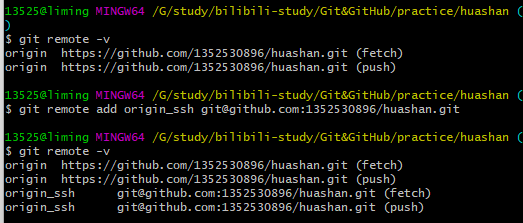 13525@liming MINGW64 /G/study/bilibili-study/Git&GitHub/practice/huashan (
)
$ git remote -v
origin  https://github.com/1352530896/huashan.git (fetch)
origin  https://github.com/1352530896/huashan.git (push)
13525@liming MINGW64 /G/study/bilibili-study/Git&GitHub/practice/huashan (
$ git remote add origin_ssh git@github.com:1352530896/huashan.git
13525@liming MINGW64 /G/study/bilibili-study/Git&GitHub/practice/huashan (
$ git remote -v
origin  https://github.com/1352530896/huashan.git (fetch)
origin  https://github.com/1352530896/huashan.git (push)
origin_ssh      git@github.com:1352530896/huashan.git (fetch)
origin_ssh      git@github.com:1352530896/huashan.git (push)